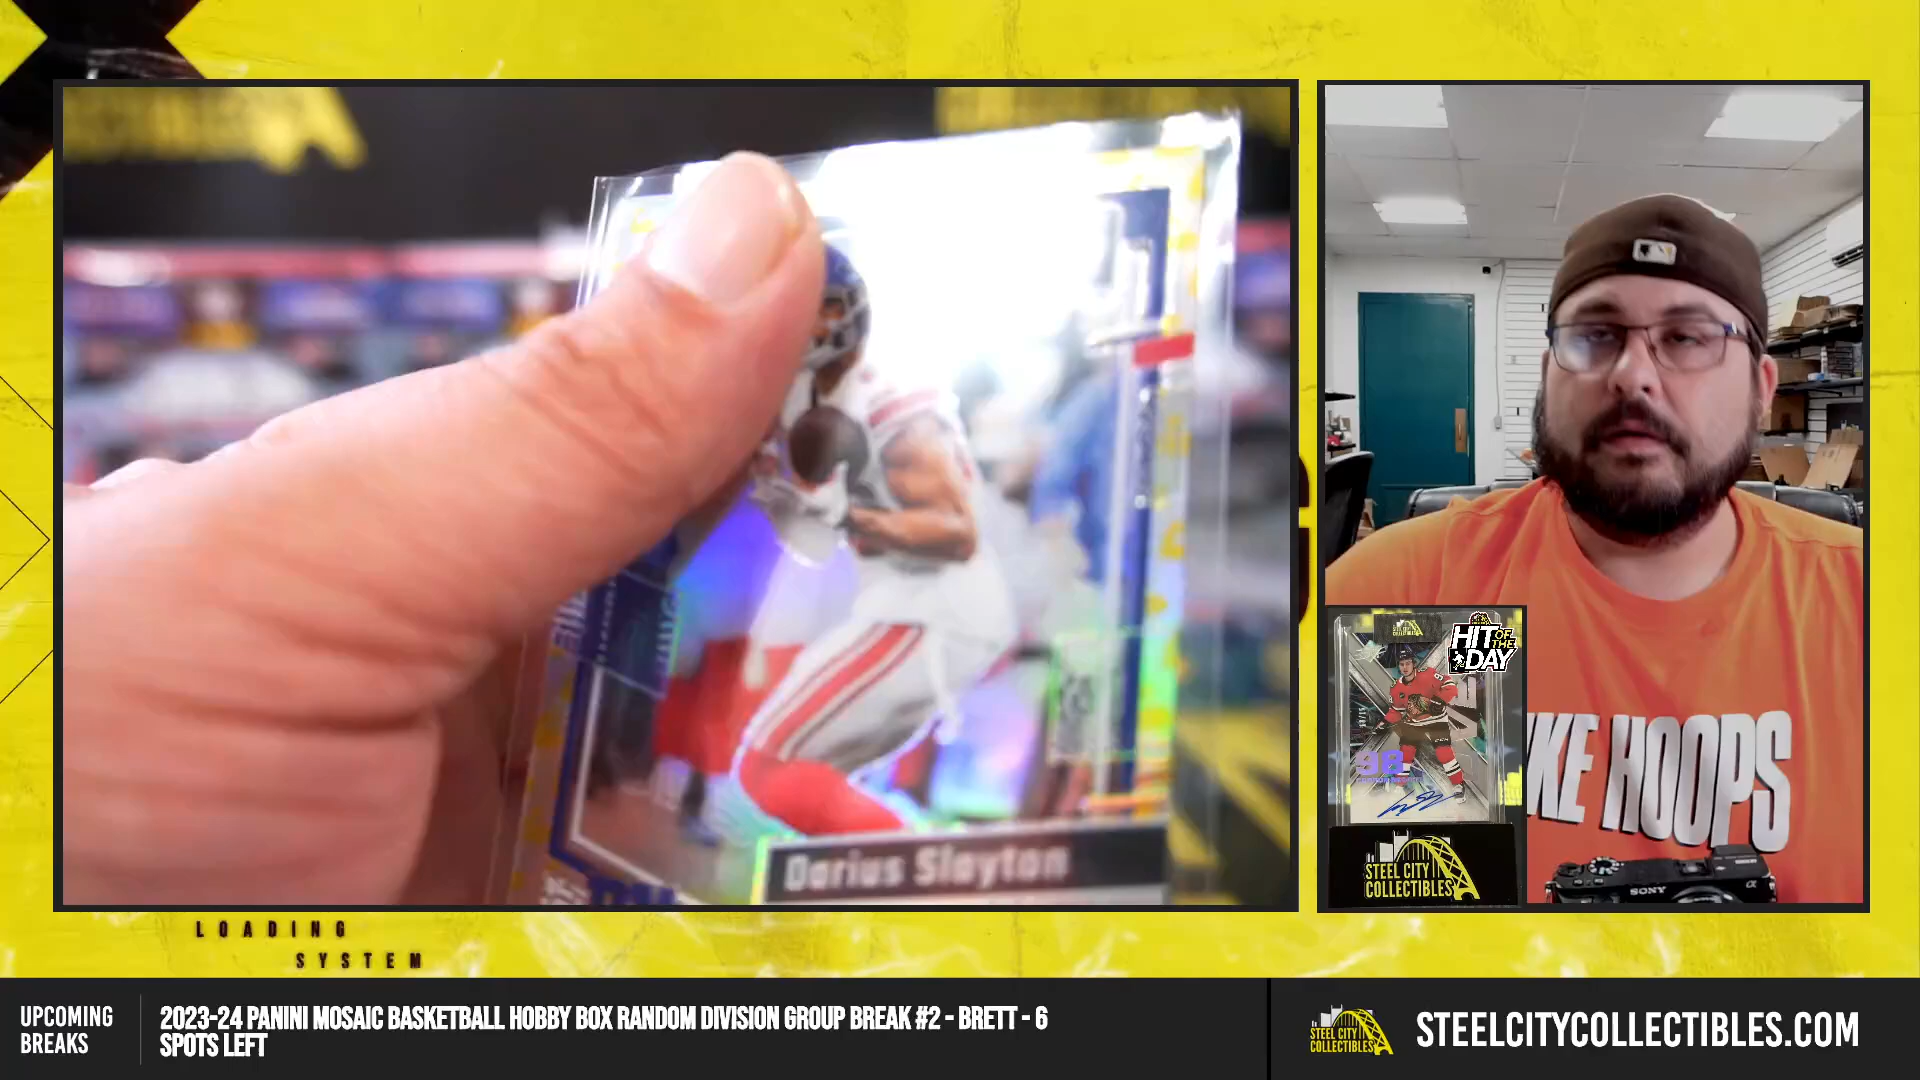 Darius Slayton
HIT OF THE DAY
98
STEEL CITY
COLLECTIBLES
KE HOOPS
SONY
α
LOADING
SYSTEM
UPCOMING
BREAKS
2023-24 PANINI MOSAIC BASKETBALL HOBBY BOX RANDOM DIVISION GROUP BREAK #2 - BRETT - 6
SPOTS LEFT
STEEL CITY
COLLECTIBLES
STEELCITYCOLLECTIBLES.COM